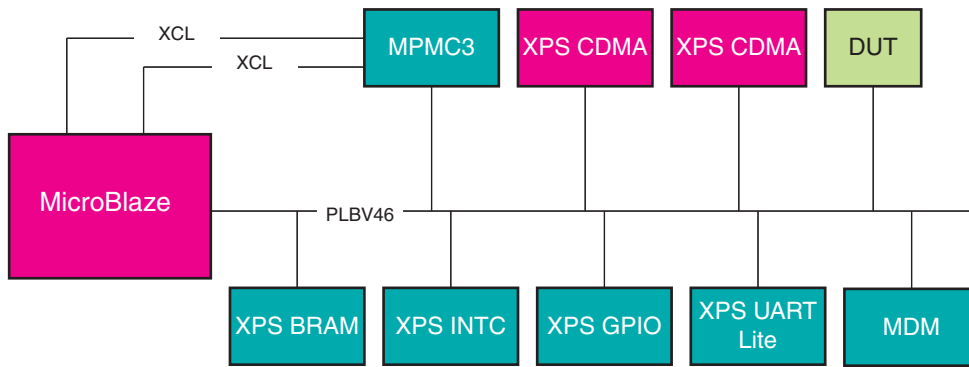 XCL
XCL
MPMC3
XPS CDMA
XPS CDMA
DUT
MicroBlaze
PLBV46
XPS BRAM
XPS INTC
XPS GPIO
XPS UART
Lite
MDM